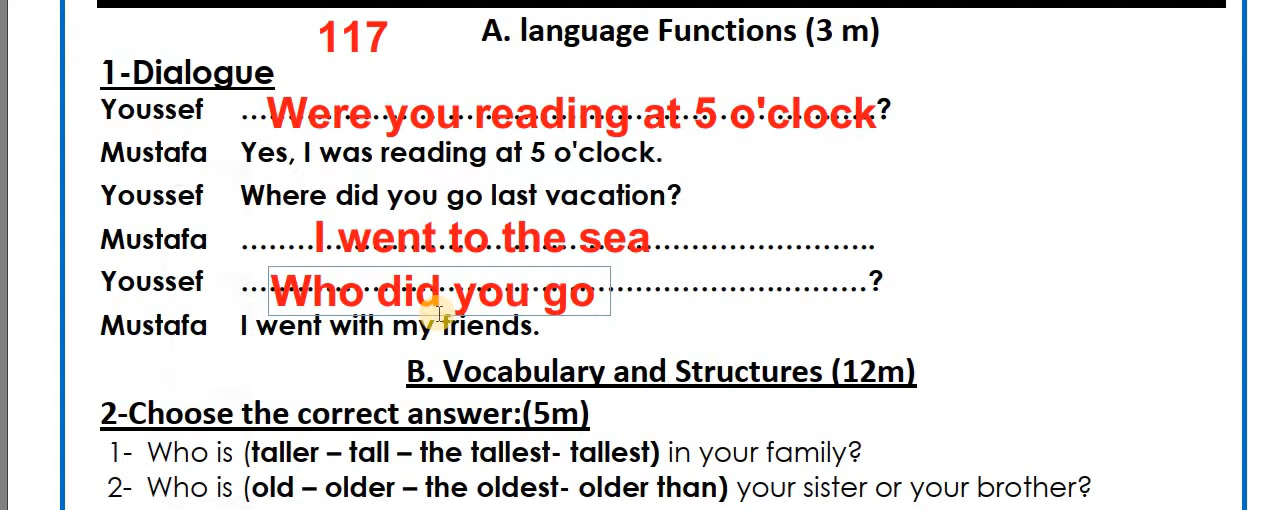 117
A. language Functions (3 m)
1-Dialogue
Youssef ...Were you reading at 5 o'clock?
Mustafa Yes, I was reading at 5 o'clock.
Youssef Where did you go last vacation?
Mustafa ........I went to the sea............................
Youssef ...Who did you go..............................?
Mustafa I went with my friends.
B. Vocabulary and Structures (12m)
2-Choose the correct answer:(5m)
1- Who is (taller – tall – the tallest- tallest) in your family?
2- Who is (old – older – the oldest- older than) your sister or your brother?